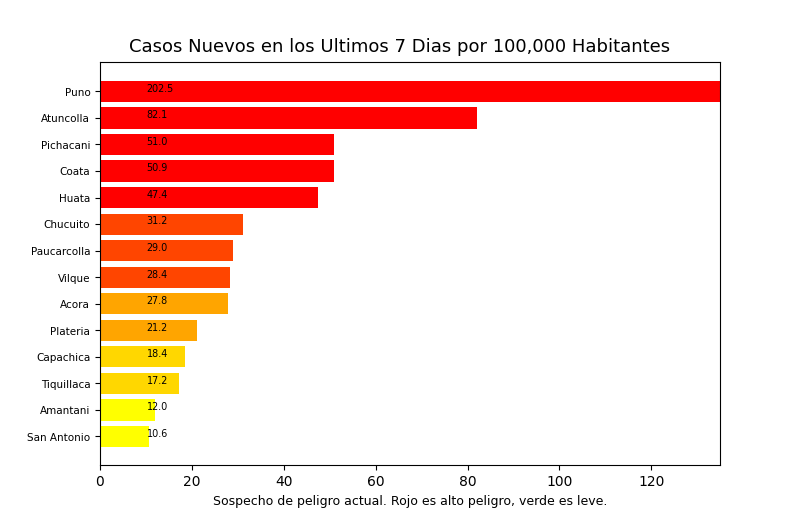 Casos Nuevos en los Ultimos 7 Dias por 100,000 Habitantes
Puno 202.5
Atuncolla 82.1
Pichacani 51.0
Coata 50.9
Huata 47.4
Chucuito 31.2
Paucarcolla 29.0
Vilque 28.4
Acora 27.8
Plateria 21.2
Capachica 18.4
Tiquillaca 17.2
Amantani 12.0
San Antonio 10.6
0 20 40 60 80 100 120
Sospecho de peligro actual. Rojo es alto peligro, verde es leve.